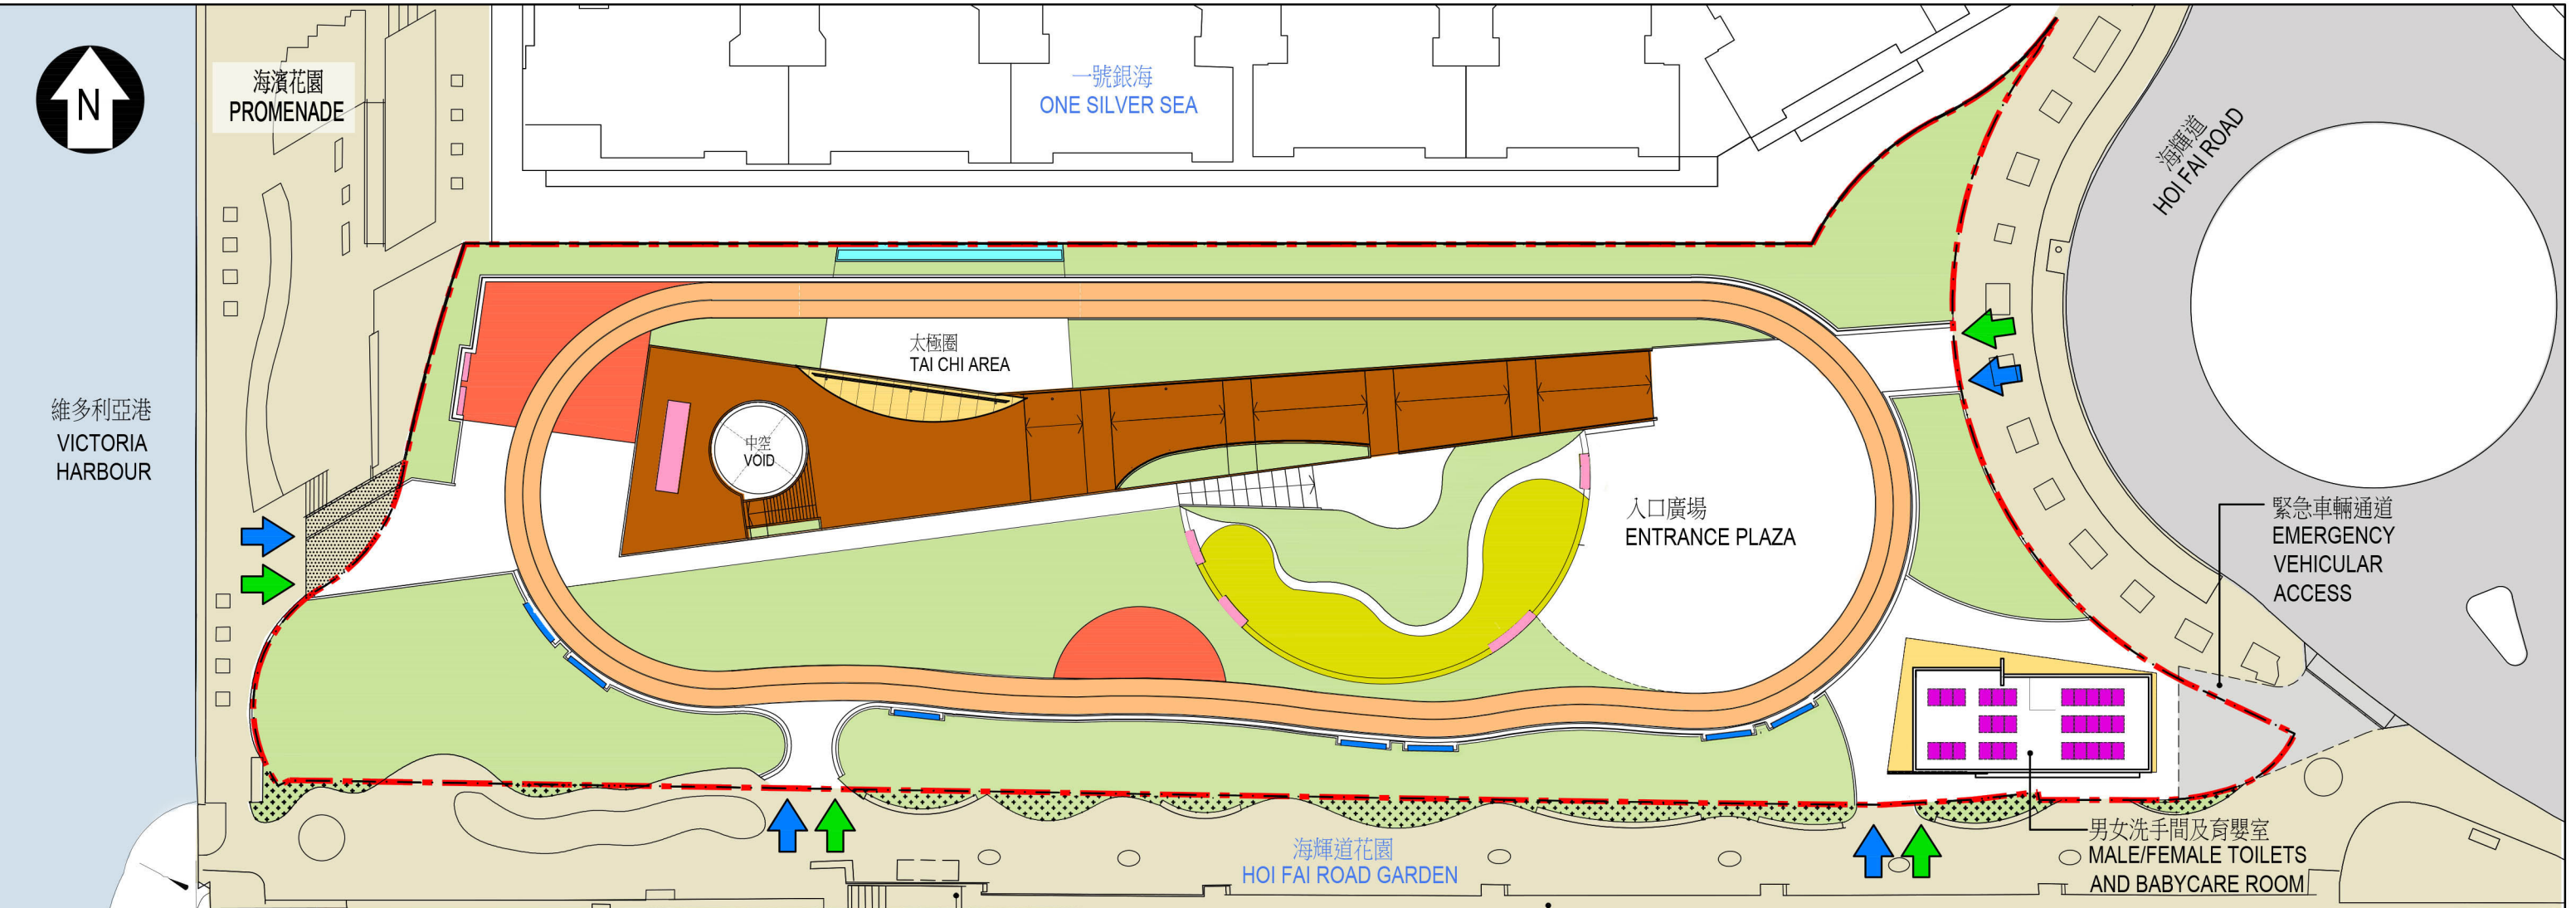 N
海濱花園
PROMENADE
一號銀海
ONE SILVER SEA
海輝道
HOI FAI ROAD
太極圈
TAI CHI AREA
維多利亞港
VICTORIA
HARBOUR
中空
VOID
入口廣場
ENTRANCE PLAZA
緊急車輛通道
EMERGENCY
VEHICULAR
ACCESS
海輝道花園
HOI FAI ROAD GARDEN
男女洗手間及育嬰室
MALE/FEMALE TOILETS
AND BABYCARE ROOM